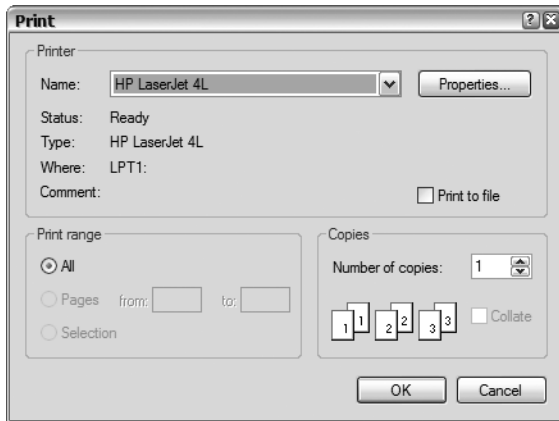 Print
Printer
Name: HP LaserJet 4L Properties...
Status: Ready
Type: HP LaserJet 4L
Where: LPT1:
Comment:
Print to file
Print range
All
Pages from: to:
Selection
Copies
Number of copies: 1
1 1 2 2 3 3
Collate
OK Cancel